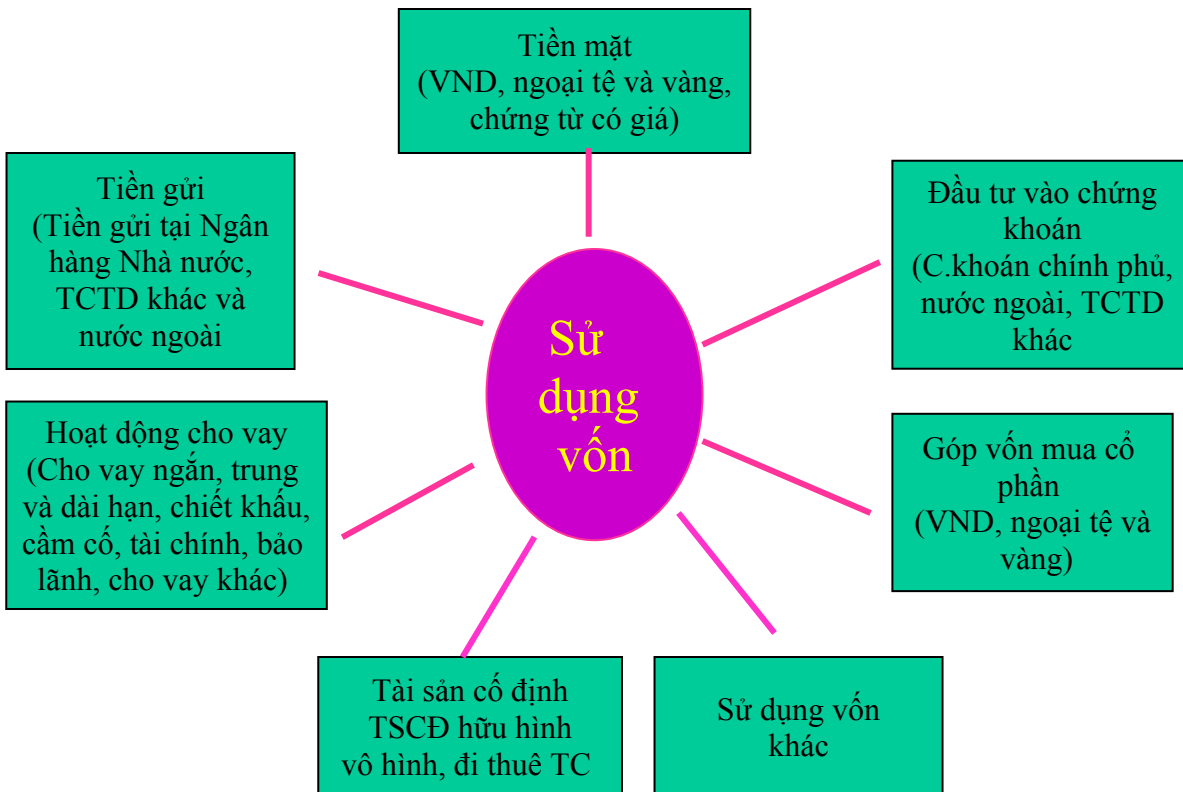 Tiền mặt
(VND, ngoại tệ và vàng,
chứng từ có giá)
Tiền gửi
(Tiền gửi tại Ngân
hàng Nhà nước,
TCTD khác và
nước ngoài
Đầu tư vào chứng
khoán
(C.khoán chính phủ,
nước ngoài, TCTD
khác
Sử
dụng
vốn
Hoạt dộng cho vay
(Cho vay ngắn, trung
và dài hạn, chiết khấu,
cầm cố, tài chính, bảo
lãnh, cho vay khác)
Góp vốn mua cổ
phần
(VND, ngoại tệ và
vàng)
Tài sản cố định
TSCĐ hữu hình
vô hình, đi thuê TC
Sử dụng vốn
khác